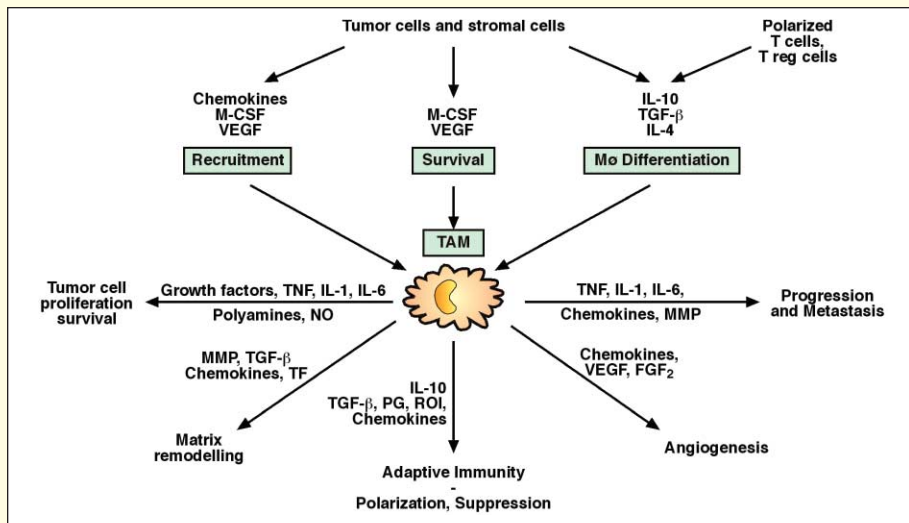 Tumor cells and stromal cells
Polarized
T cells,
T reg cells
Chemokines
M-CSF
VEGF
M-CSF
VEGF
IL-10
TGF-β
IL-4
Recruitment
Survival
Mø Differentiation
TAM
Tumor cell
proliferation
survival
Growth factors, TNF, IL-1, IL-6
Polyamines, NO
TNF, IL-1, IL-6,
Chemokines, MMP
Progression
and Metastasis
MMP, TGF-β
Chemokines, TF
IL-10
TGF-β, PG, ROI,
Chemokines
Chemokines,
VEGF, FGF₂
Matrix
remodelling
Adaptive Immunity
-
Polarization, Suppression
Angiogenesis